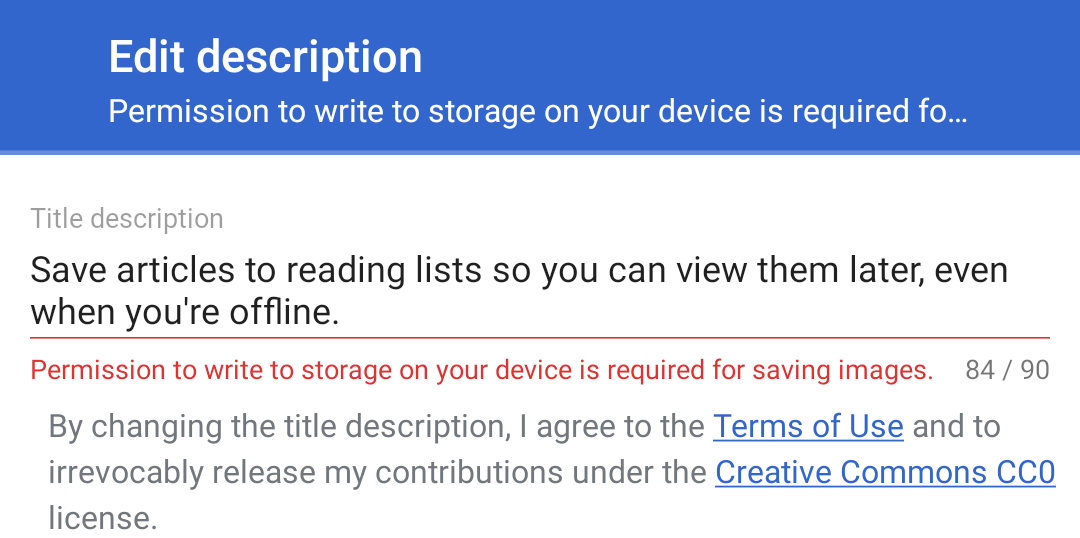 Edit description
Permission to write to storage on your device is required fo…
Title description
Save articles to reading lists so you can view them later, even
when you're offline.
Permission to write to storage on your device is required for saving images. 84 / 90
By changing the title description, I agree to the Terms of Use and to
irrevocably release my contributions under the Creative Commons CC0
license.